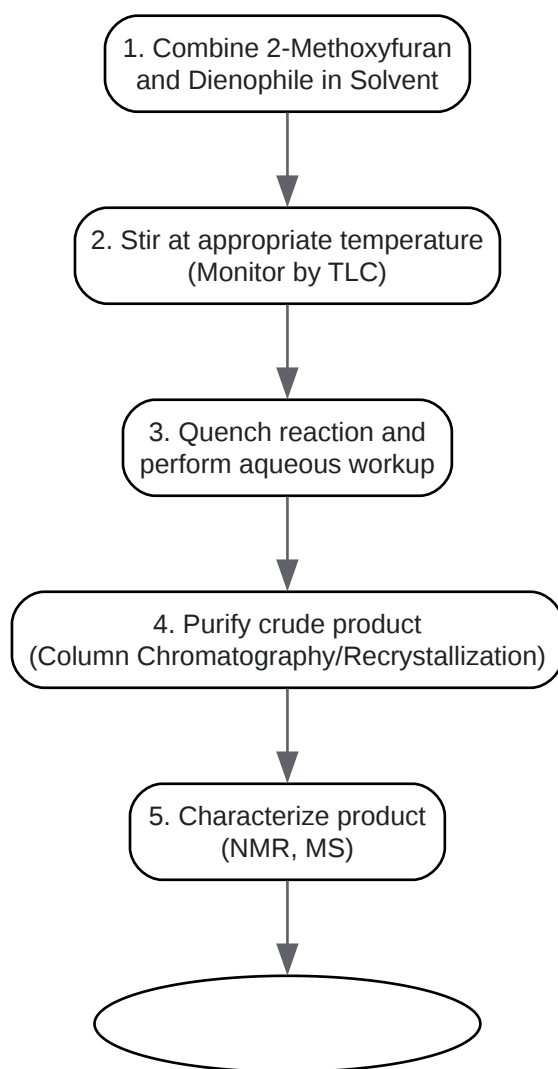 1. Combine 2-Methoxyfuran
and Dienophile in Solvent
2. Stir at appropriate temperature
(Monitor by TLC)
3. Quench reaction and
perform aqueous workup
4. Purify crude product
(Column Chromatography/Recrystallization)
5. Characterize product
(NMR, MS)